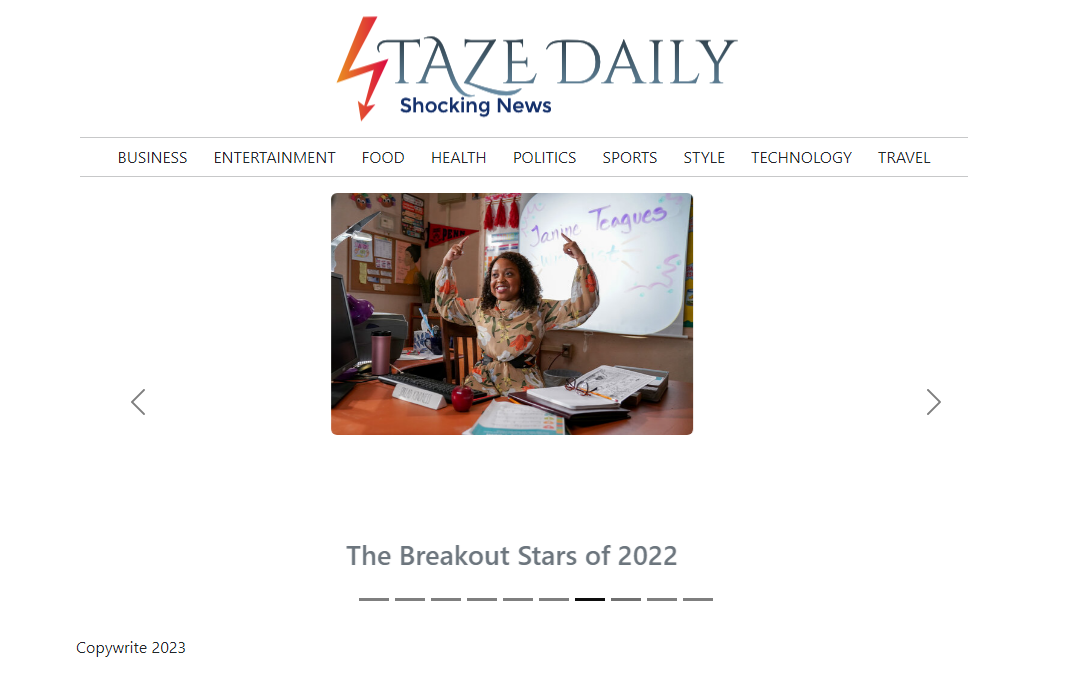 TAZE DAILY
Shocking News
BUSINESS ENTERTAINMENT FOOD HEALTH POLITICS SPORTS STYLE TECHNOLOGY TRAVEL
Janine Teagues
The Breakout Stars of 2022
Copywrite 2023